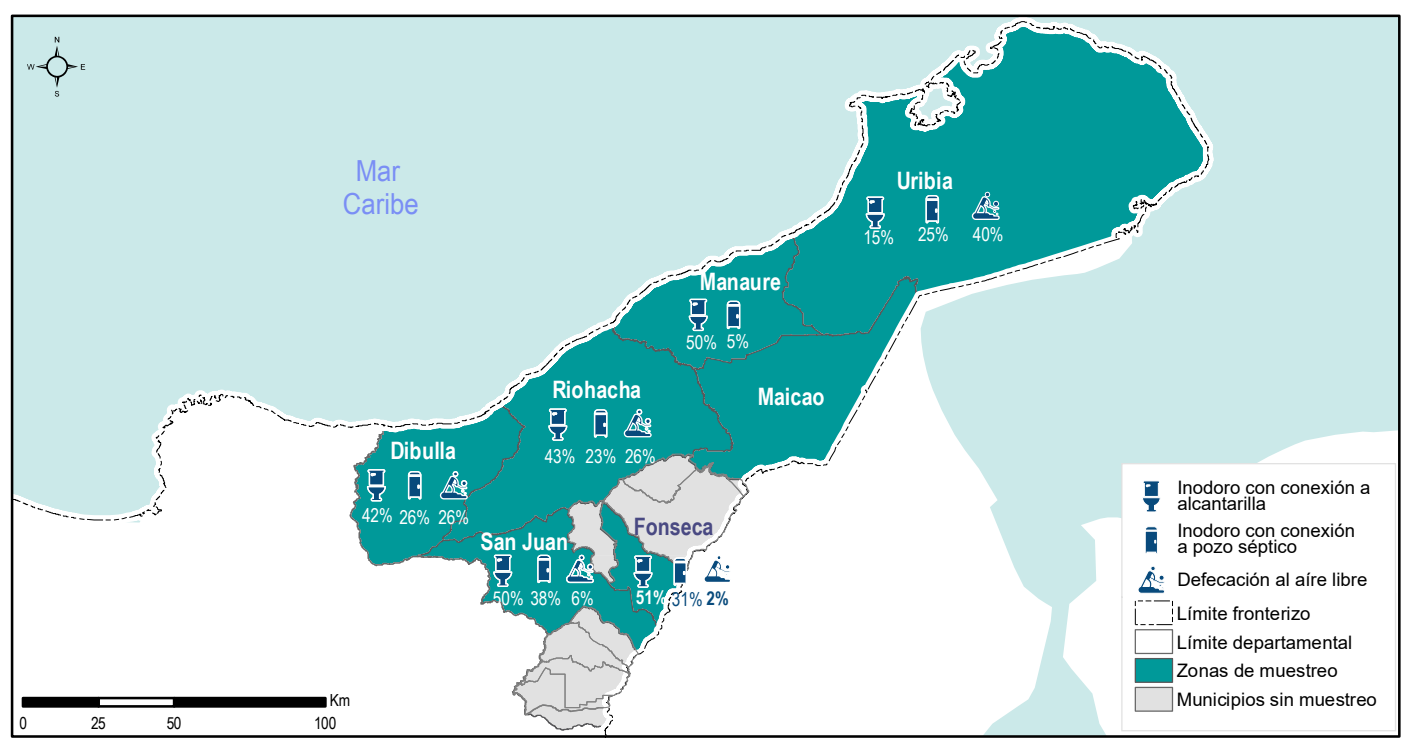 N
W E
S
Mar
Caribe
Uribia
15% 25% 40%
Manaure
50% 5%
Maicao
Riohacha
43% 23% 26%
Dibulla
42% 26% 26%
Fonseca
51% 31% 2%
San Juan
50% 38% 6%
Inodoro con conexión a
alcantarilla
Inodoro con conexión
a pozo séptico
Defecación al aíre libre
Límite fronterizo
Límite departamental
Zonas de muestreo
Municipios sin muestreo
Km
0 25 50 100